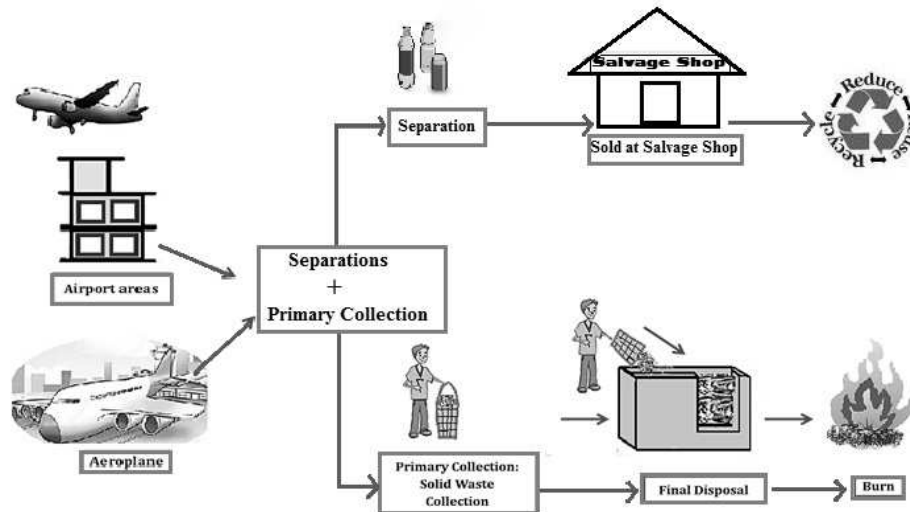 Salvage Shop
Separation
Sold at Salvage Shop
Reduce
Reuse
Recycle
Airport areas
Separations
+
Primary Collection
Aeroplane
Primary Collection:
Solid Waste
Collection
Final Disposal
Burn